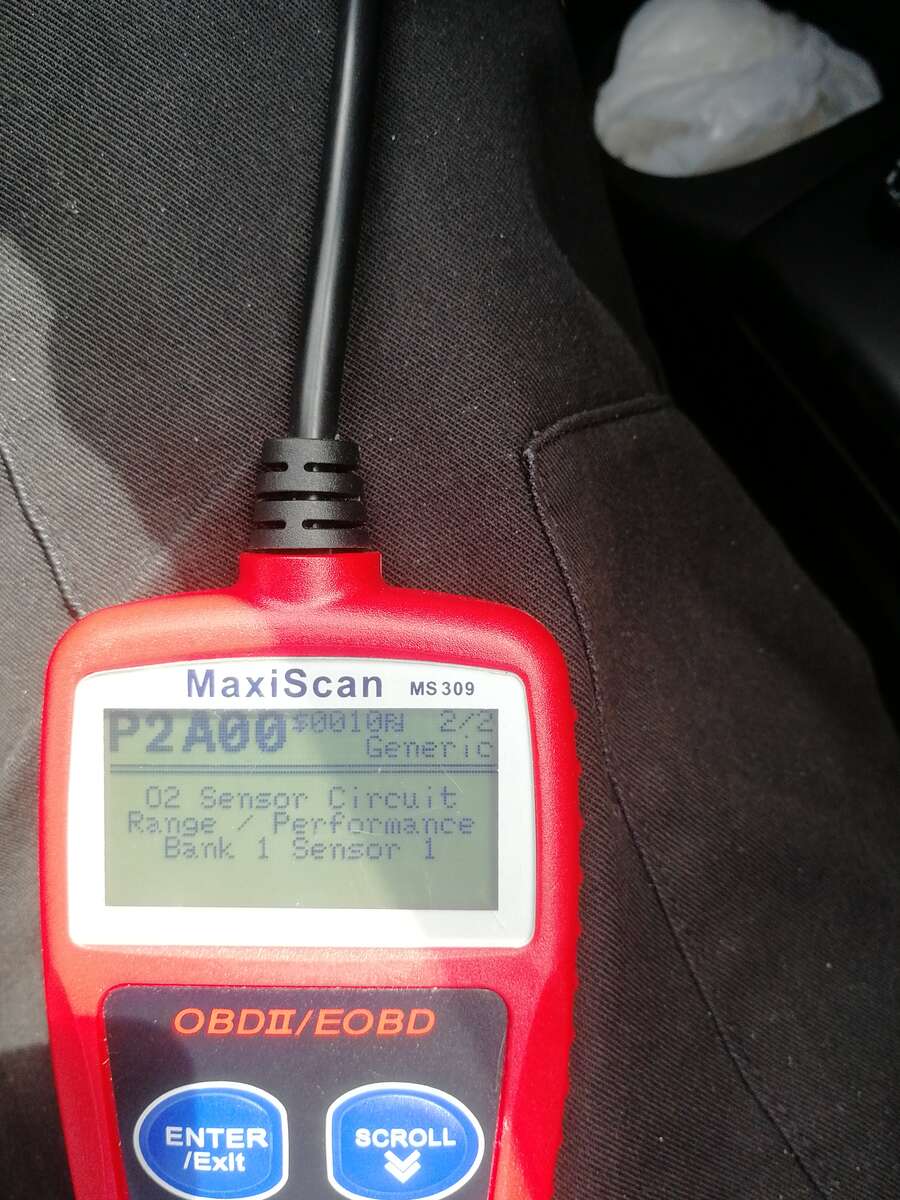 MaxiScan MS309
P2A00 $0010 2/2
Generic
O2 Sensor Circuit
Range / Performance
Bank 1 Sensor 1
OBDII/EOBD
ENTER
/Exit
SCROLL